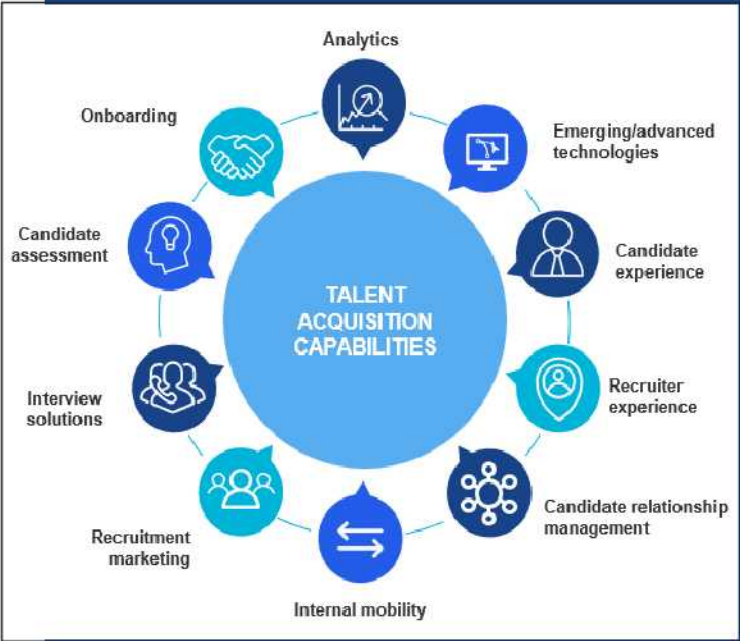 Analytics
Emerging/advanced
technologies
Candidate
experience
Recruiter
experience
Candidate relationship
management
Internal mobility
Recruitment
marketing
Interview
solutions
Candidate
assessment
Onboarding
TALENT
ACQUISITION
CAPABILITIES